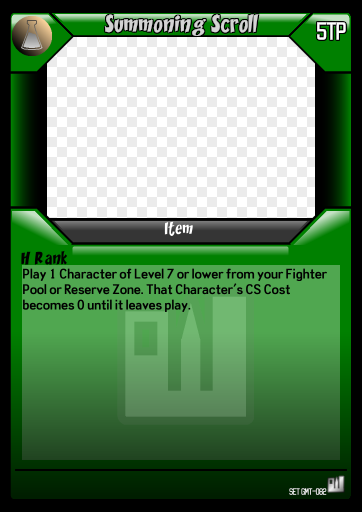 Summoning Scroll
5TP
Item
H Rank
Play 1 Character of Level 7 or lower from your Fighter
Pool or Reserve Zone. That Character's CS Cost
becomes 0 until it leaves play.
SET GMT-082